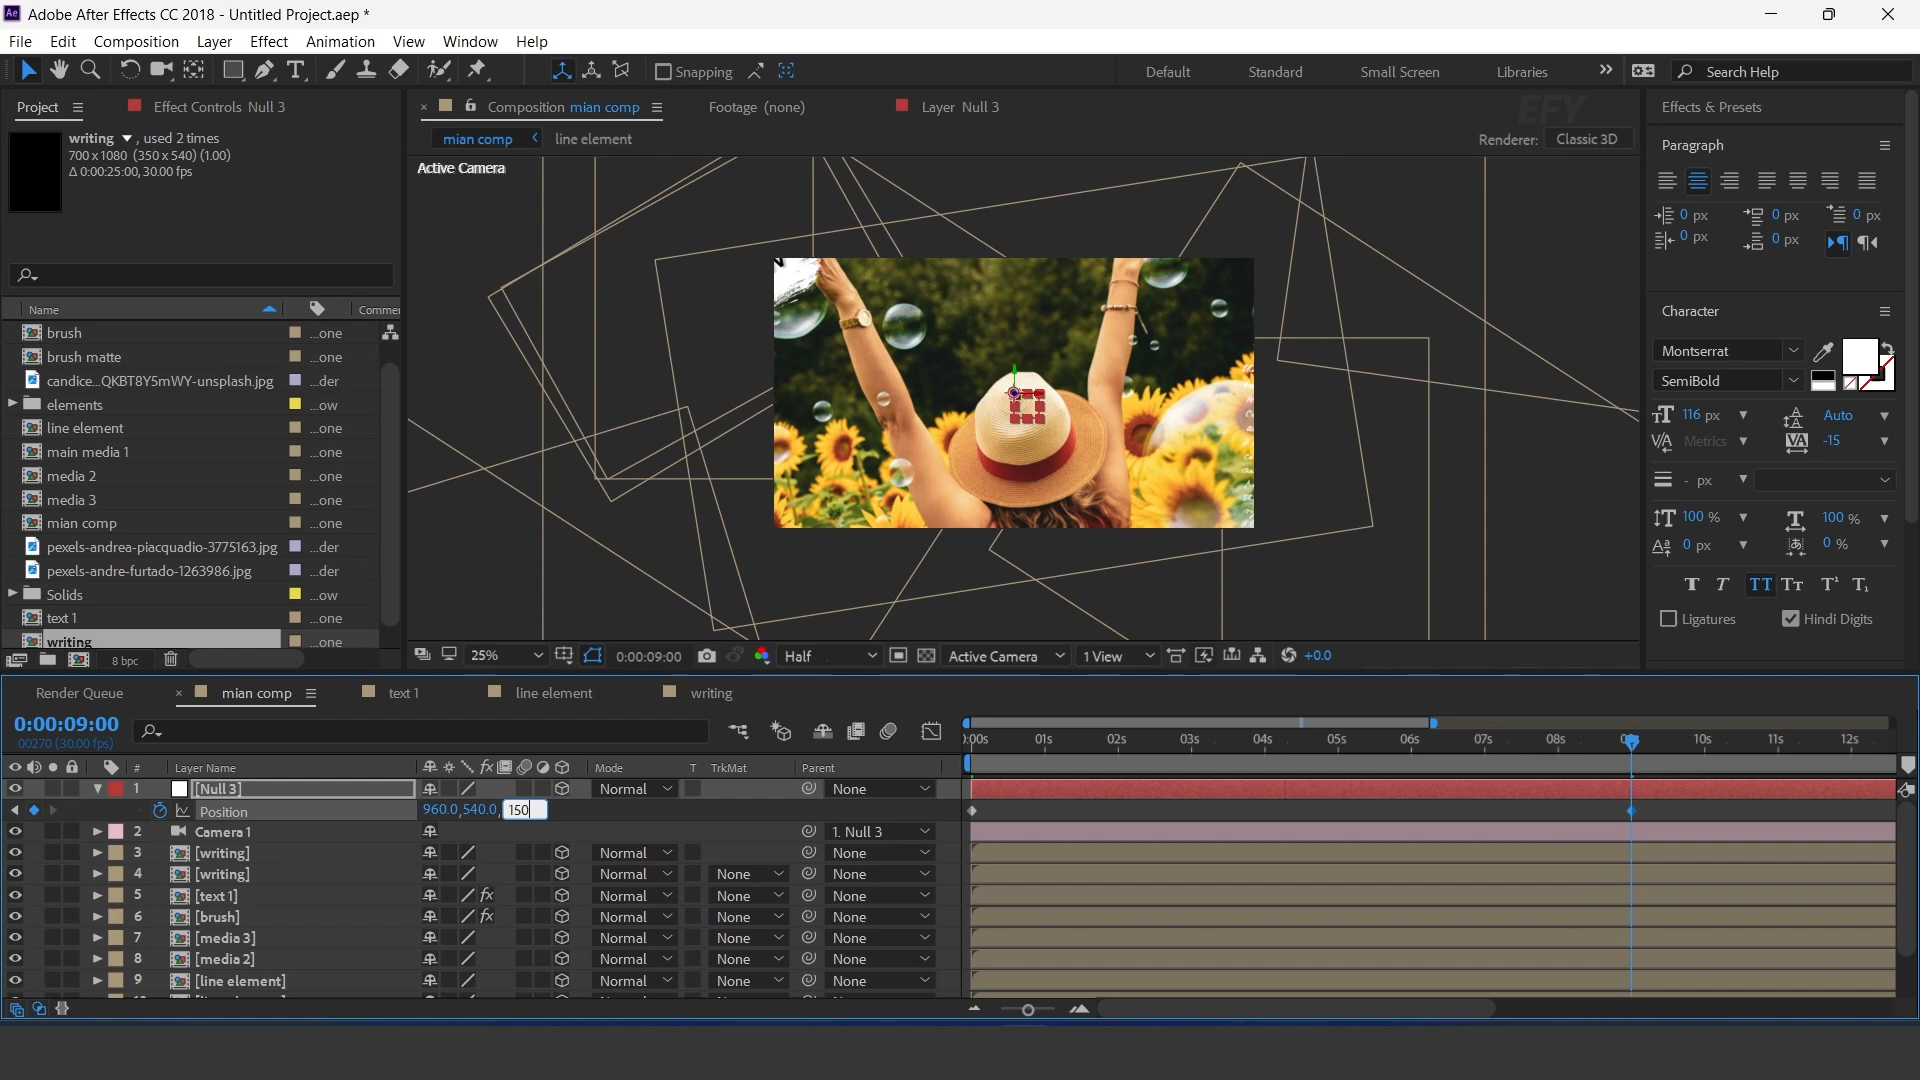 Ae Adobe After Effects CC 2018 - Untitled Project.aep *
File Edit Composition Layer Effect Animation View Window Help
Snapping Default Standard Small Screen Libraries Search Help
Project Effect Controls Null 3
Composition mian comp Footage (none) Layer Null 3
EFY
Effects & Presets
writing , used 2 times
700 x 1080 (350 x 540) (1.00)
Δ 0:00:25:00, 30.00 fps
mian comp line element
Renderer: Classic 3D
Active Camera
Paragraph
0 px 0 px 0 px
0 px 0 px
Name Commen
brush ...one
brush matte ...one
candice...QKBT8Y5mWY-unsplash.jpg ...der
elements ...ow
line element ...one
main media 1 ...one
media 2 ...one
media 3 ...one
mian comp ...one
pexels-andrea-piacquadio-3775163.jpg ...der
pexels-andre-furtado-1263986.jpg ...der
Solids ...ow
text 1 ...one
writing ...one
8 bpc
Character
Montserrat
SemiBold
116 px Auto
Metrics -15
- px
100 % 100 %
0 px 0 %
Ligatures Hindi Digits
25% 0:00:09:00 Half Active Camera 1 View +0.0
Render Queue mian comp text 1 line element writing
0:00:09:00
00270 (30.00 fps)
# Layer Name Mode T TrkMat Parent
):00s 01s 02s 03s 04s 05s 06s 07s 08s 10s 11s 12s
1 [Null 3] Normal None
Position 960.0,540.0, 150
2 Camera 1 1. Null 3
3 [writing] Normal None
4 [writing] Normal None None
5 [text 1] Normal None None
6 [brush] Normal None None
7 [media 3] Normal None None
8 [media 2] Normal None None
9 [line element] Normal None None